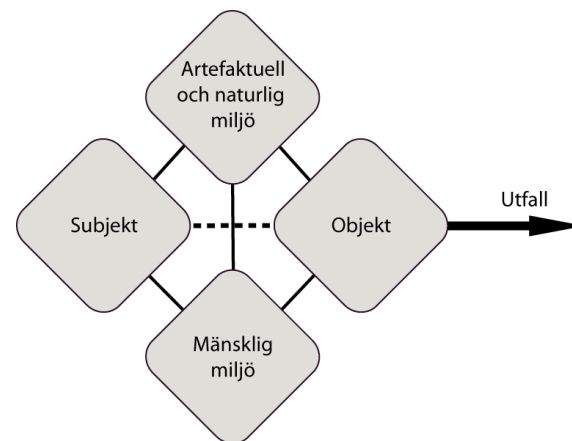 Artefaktuell
och naturlig
miljö
Subjekt
Objekt
Utfall
Mänsklig
miljö